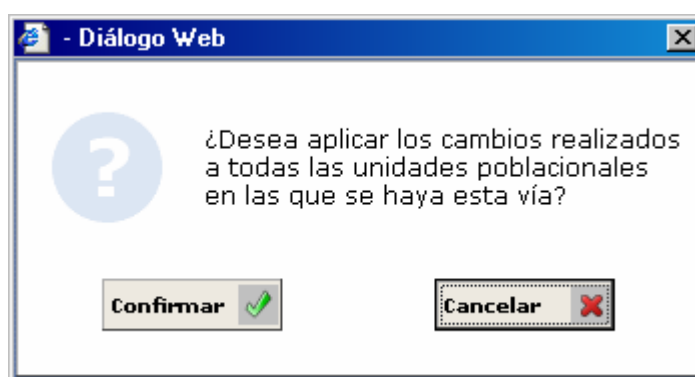 - Diálogo Web
¿Desea aplicar los cambios realizados
a todas las unidades poblacionales
en las que se haya esta vía?
Confirmar
Cancelar